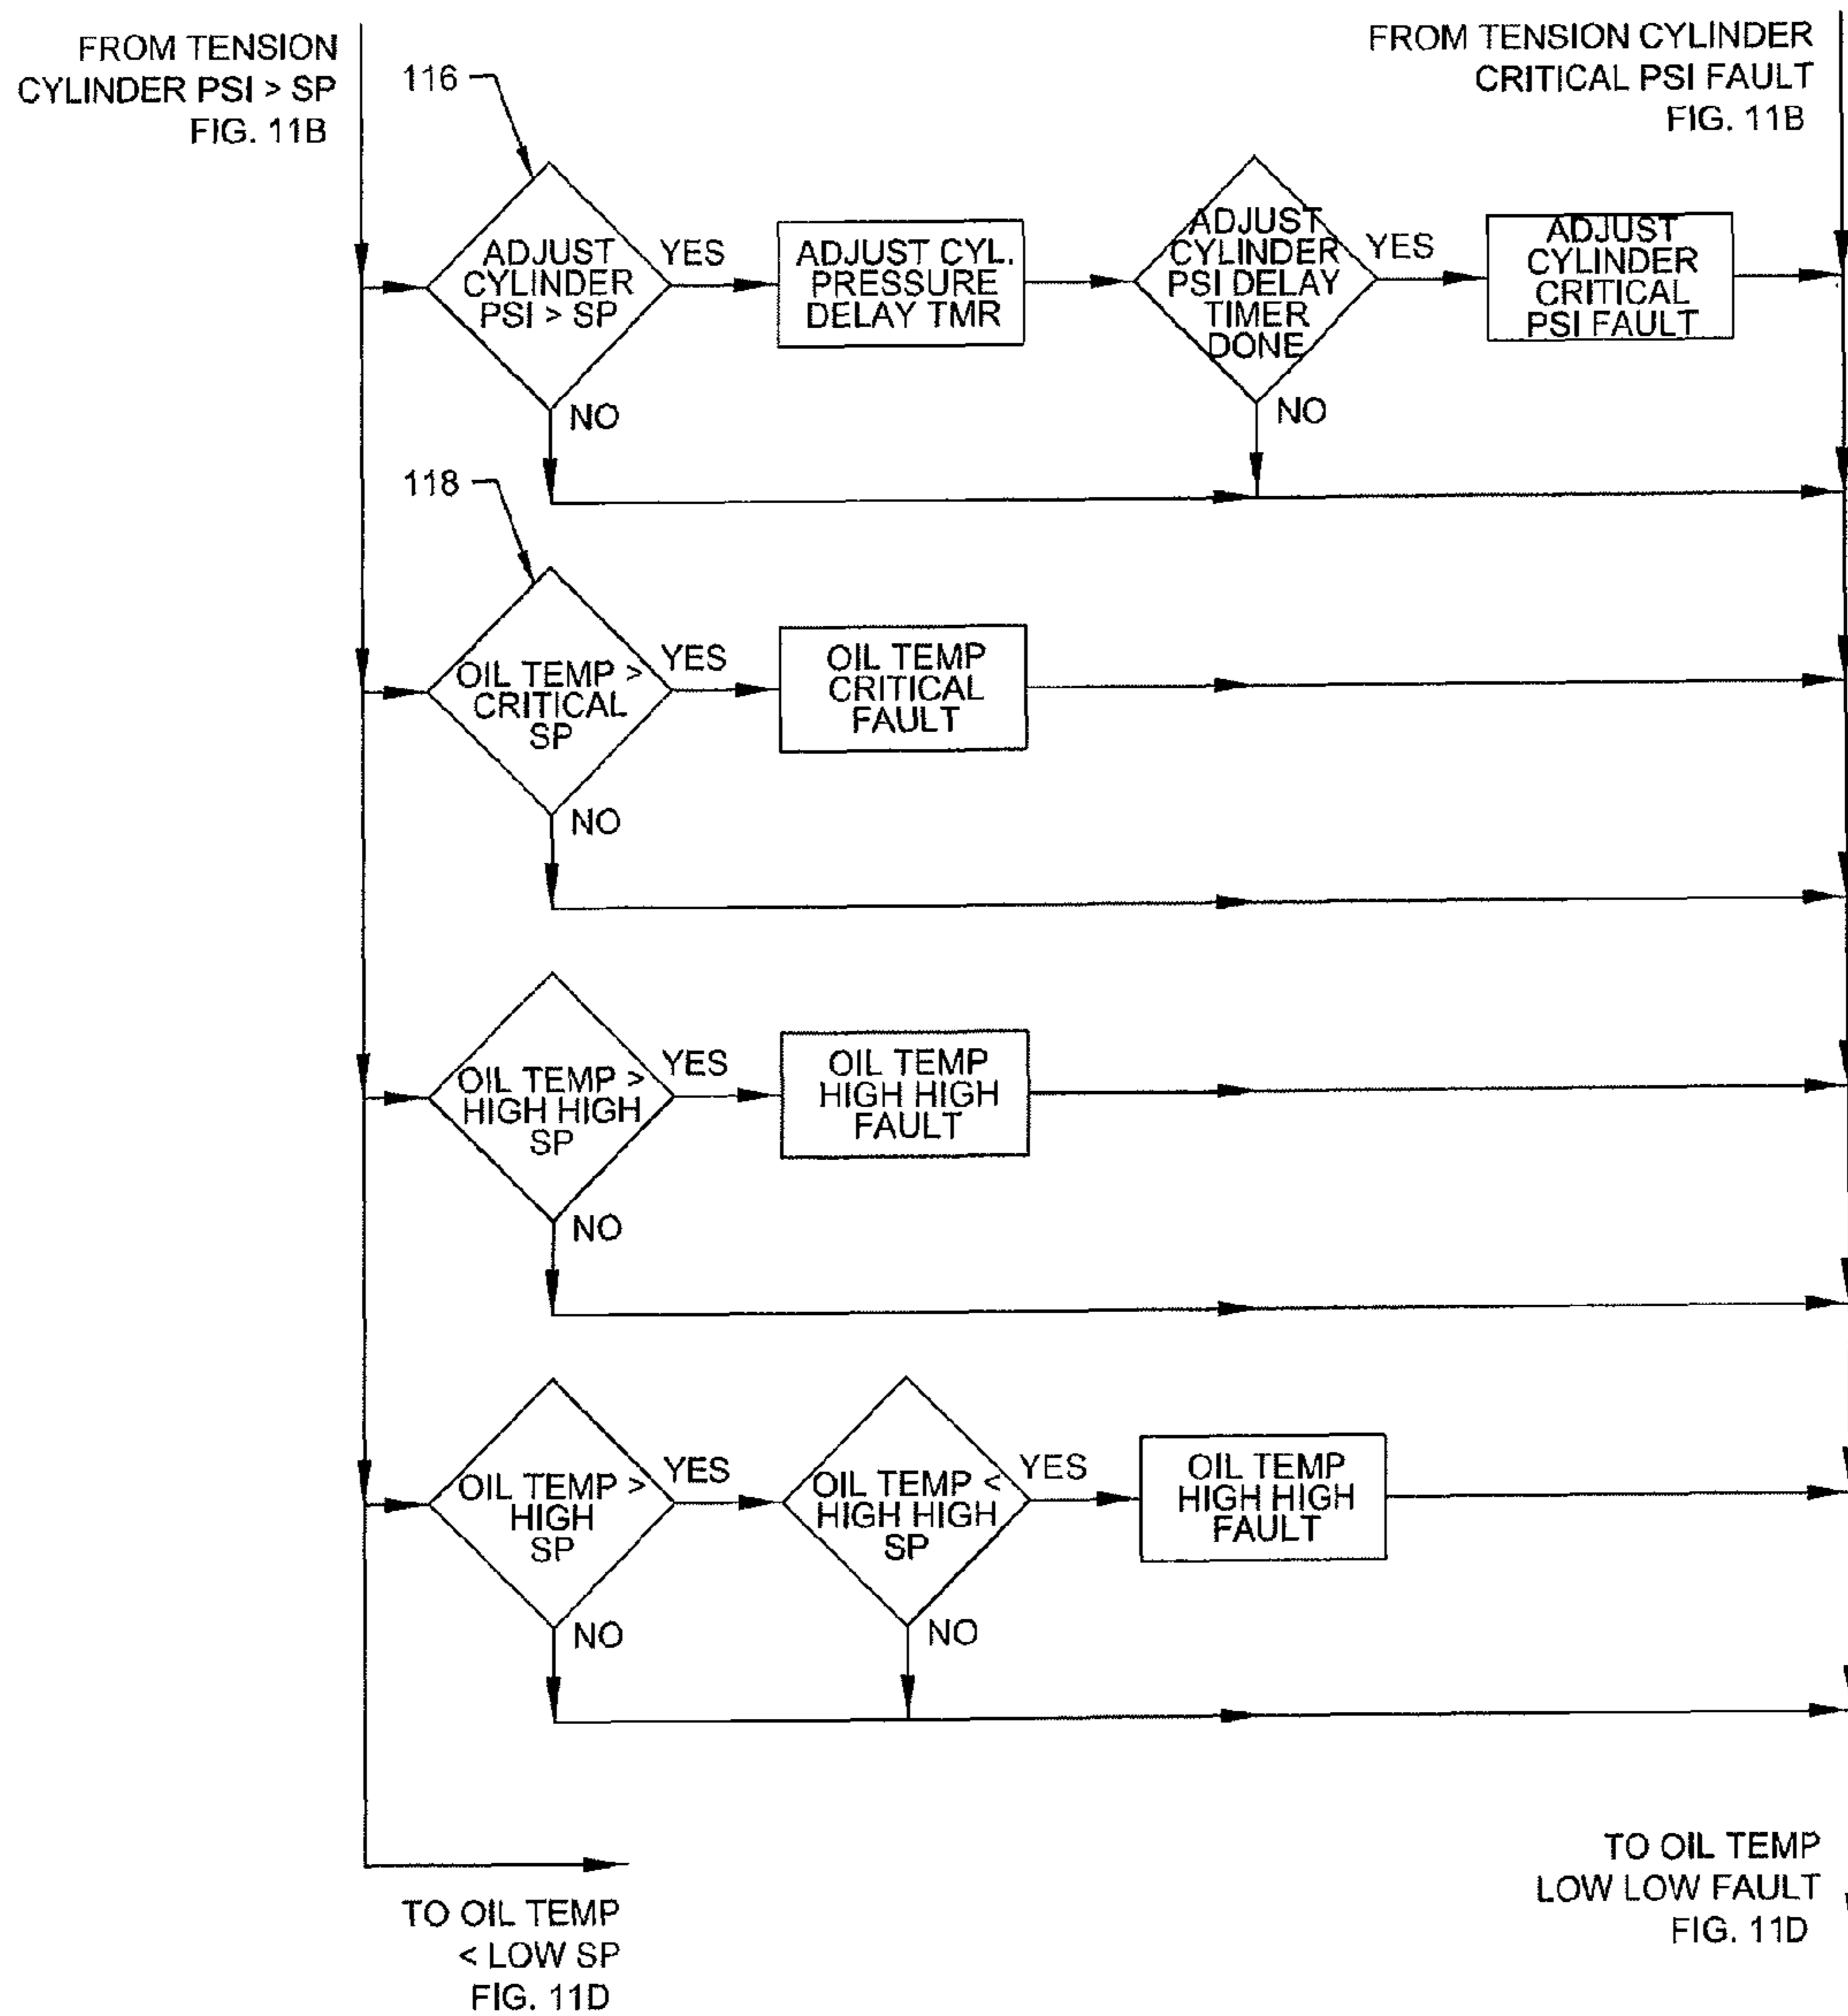 FROM TENSION
CYLINDER PSI > SP
FIG. 11B
FROM TENSION CYLINDER
CRITICAL PSI FAULT
FIG. 11B
116
ADJUST
CYLINDER
PSI > SP
YES
NO
ADJUST CYL.
PRESSURE
DELAY TMR
ADJUST
CYLINDER
PSI DELAY
TIMER
DONE
YES
NO
ADJUST
CYLINDER
CRITICAL
PSI FAULT
118
OIL TEMP >
CRITICAL
SP
YES
NO
OIL TEMP
CRITICAL
FAULT
OIL TEMP >
HIGH HIGH
SP
YES
NO
OIL TEMP
HIGH HIGH
FAULT
OIL TEMP >
HIGH
SP
YES
NO
OIL TEMP <
HIGH HIGH
SP
YES
NO
OIL TEMP
HIGH HIGH
FAULT
TO OIL TEMP
< LOW SP
FIG. 11D
TO OIL TEMP
LOW LOW FAULT
FIG. 11D